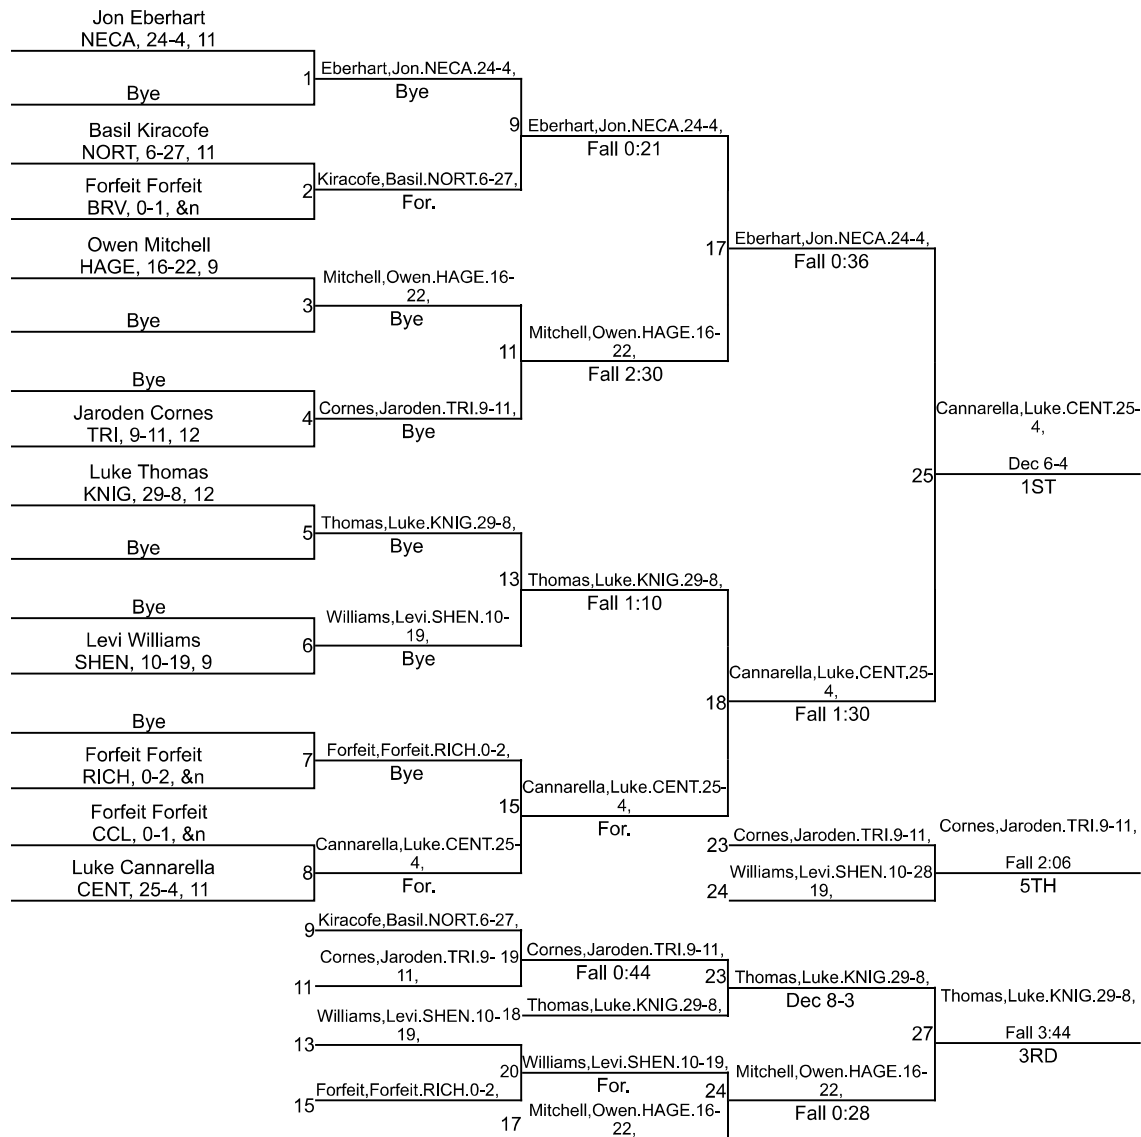 Jon Eberhart
NECA, 24-4, 11
1
Eberhart,Jon.NECA.24-4,
Bye
Bye
9
Eberhart,Jon.NECA.24-4,
Fall 0:21
Basil Kiracofe
NORT, 6-27, 11
2
Kiracofe,Basil.NORT.6-27,
For.
Forfeit Forfeit
BRV, 0-1, &n
17
Eberhart,Jon.NECA.24-4,
Fall 0:36
Owen Mitchell
HAGE, 16-22, 9
3
Mitchell,Owen.HAGE.16-
22,
Bye
Bye
11
Mitchell,Owen.HAGE.16-
22,
Fall 2:30
Bye
4
Cornes,Jaroden.TRI.9-11,
Bye
Jaroden Cornes
TRI, 9-11, 12
25
Cannarella,Luke.CENT.25-
4,
Dec 6-4
1ST
Luke Thomas
KNIG, 29-8, 12
5
Thomas,Luke.KNIG.29-8,
Bye
Bye
13
Thomas,Luke.KNIG.29-8,
Fall 1:10
Bye
6
Williams,Levi.SHEN.10-
19,
Bye
Levi Williams
SHEN, 10-19, 9
18
Cannarella,Luke.CENT.25-
4,
Fall 1:30
Bye
7
Forfeit,Forfeit.RICH.0-2,
Bye
Forfeit Forfeit
RICH, 0-2, &n
15
Cannarella,Luke.CENT.25-
4,
For.
Forfeit Forfeit
CCL, 0-1, &n
8
Cannarella,Luke.CENT.25-
4,
For.
Luke Cannarella
CENT, 25-4, 11
23
Cornes,Jaroden.TRI.9-11,
24
Williams,Levi.SHEN.10-28
19,
Cornes,Jaroden.TRI.9-11,
Fall 2:06
5TH
9
Kiracofe,Basil.NORT.6-27,
11
Cornes,Jaroden.TRI.9- 19
11,
Cornes,Jaroden.TRI.9-11,
Fall 0:44
18
Thomas,Luke.KNIG.29-8,
23
Thomas,Luke.KNIG.29-8,
Dec 8-3
13
Williams,Levi.SHEN.10-
19,
15
Forfeit,Forfeit.RICH.0-2,
20
Williams,Levi.SHEN.10-19,
For.
17
Mitchell,Owen.HAGE.16-
22,
24
Mitchell,Owen.HAGE.16-
22,
Fall 0:28
27
Thomas,Luke.KNIG.29-8,
Fall 3:44
3RD